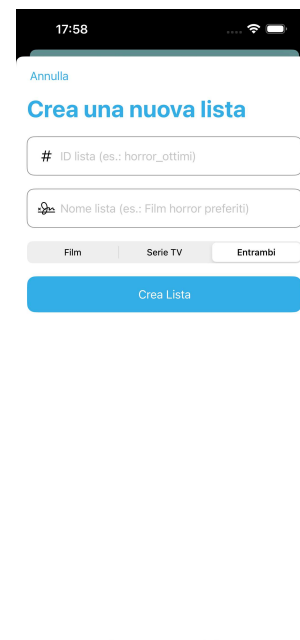 17:58
Annulla
Crea una nuova lista
# ID lista (es.: horror_ottimi)
Nome lista (es.: Film horror preferiti)
Film Serie TV Entrambi
Crea Lista